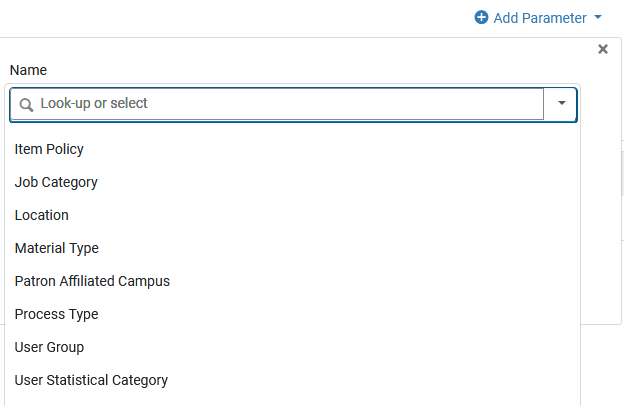 Add Parameter
Name
Look-up or select
Item Policy
Job Category
Location
Material Type
Patron Affiliated Campus
Process Type
User Group
User Statistical Category